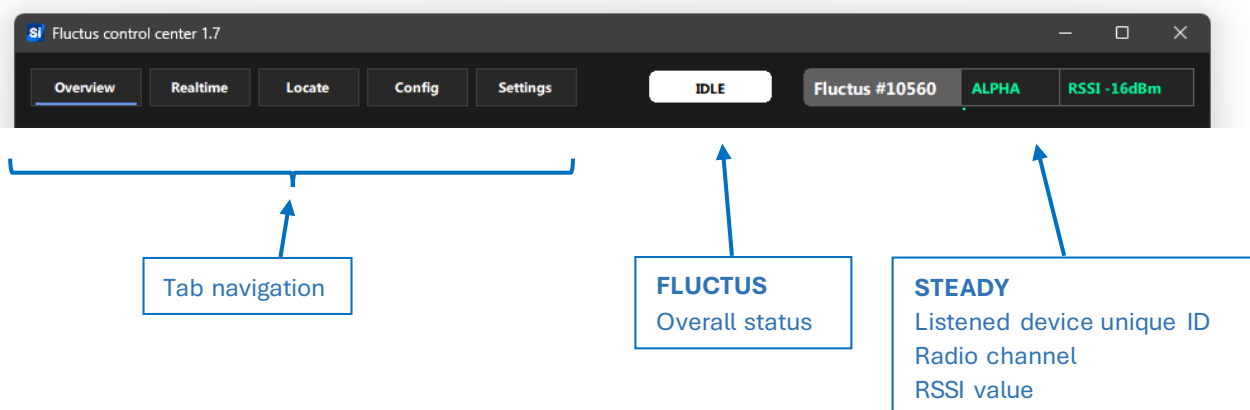 Si Fluctus control center 1.7
Overview Realtime Locate Config Settings IDLE Fluctus #10560 ALPHA RSSI -16dBm
Tab navigation
FLUCTUS
Overall status
STEADY
Listened device unique ID
Radio channel
RSSI value